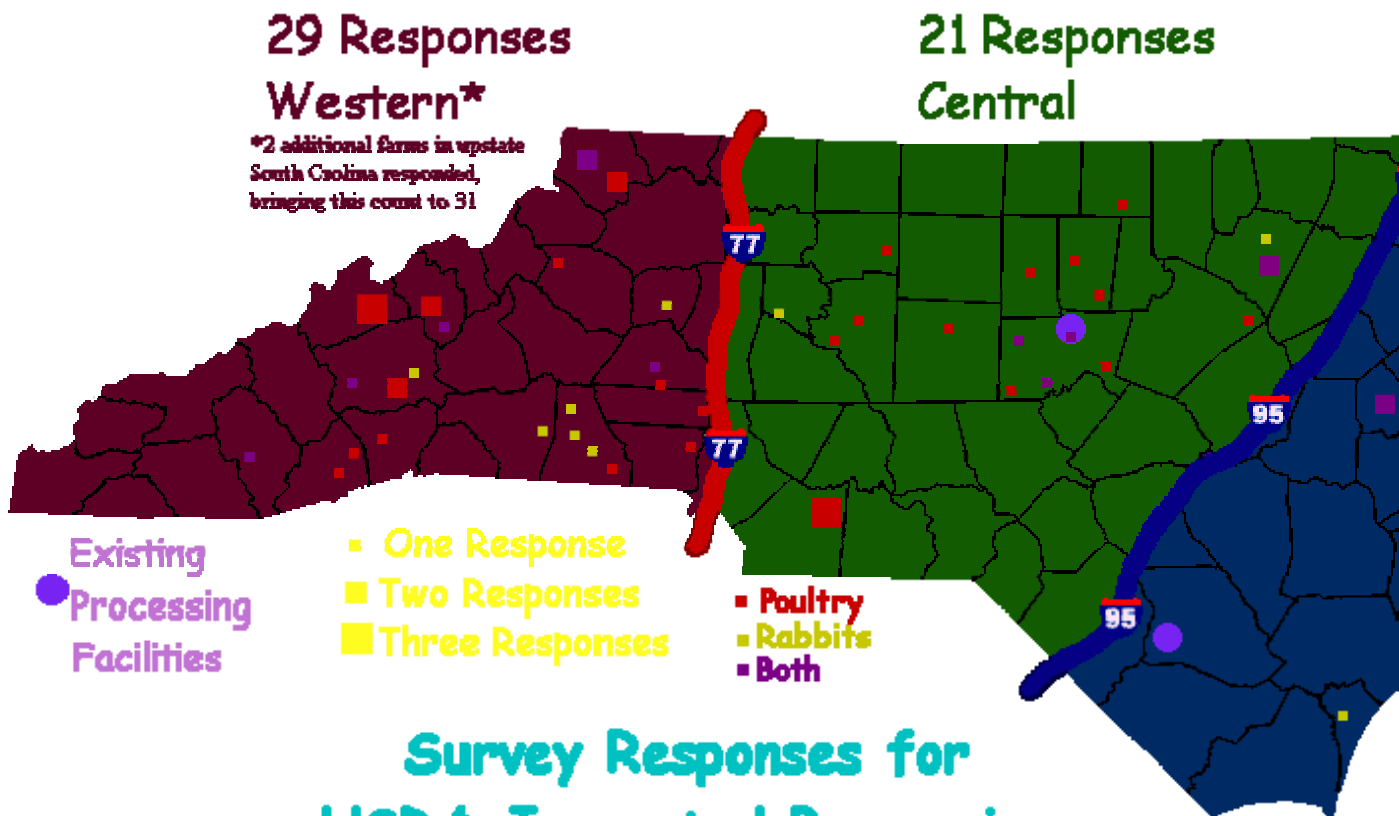 29 Responses
Western*
*2 additional farms in upstate
South Crolina responded,
bringing this count to 31
21 Responses
Central
77
77
95
95
Existing
Processing
Facilities
One Response
Two Responses
Three Responses
Poultry
Rabbits
Both
Survey Responses for